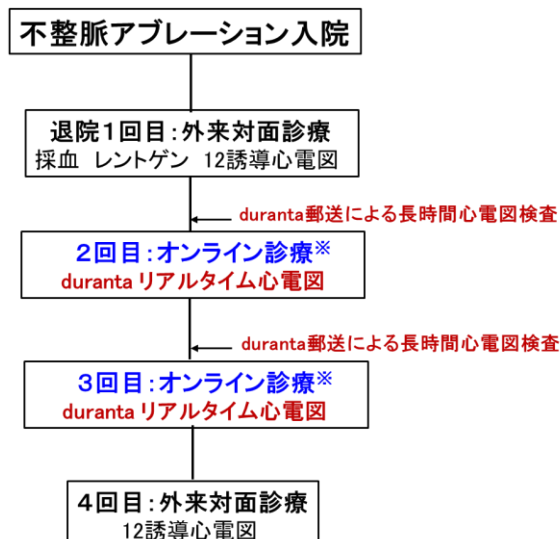 不整脈アブレーション入院
退院1回目:外来対面診療
採血 レントゲン 12誘導心電図
duranta郵送による長時間心電図検査
2回目:オンライン診療※
duranta リアルタイム心電図
duranta郵送による長時間心電図検査
3回目:オンライン診療※
duranta リアルタイム心電図
4回目:外来対面診療
12誘導心電図